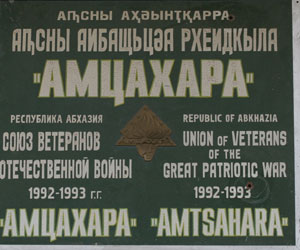 АԤСНЫ АҲӘЫНҬҚАРРА
АԤСНЫ АИБАШЬЦӘА РХЕИДКЫЛА
"АМЦАХАРА"
РЕСПУБЛИКА АБХАЗИЯ
СОЮЗ ВЕТЕРАНОВ
ОТЕЧЕСТВЕННОЙ ВОЙНЫ
1992-1993 г.г.
"АМЦАХАРА"
REPUBLIC OF ABKHAZIA
UNION OF VETERANS
OF THE
GREAT PATRIOTIC WAR
1992-1993
"AMTSAHARA"